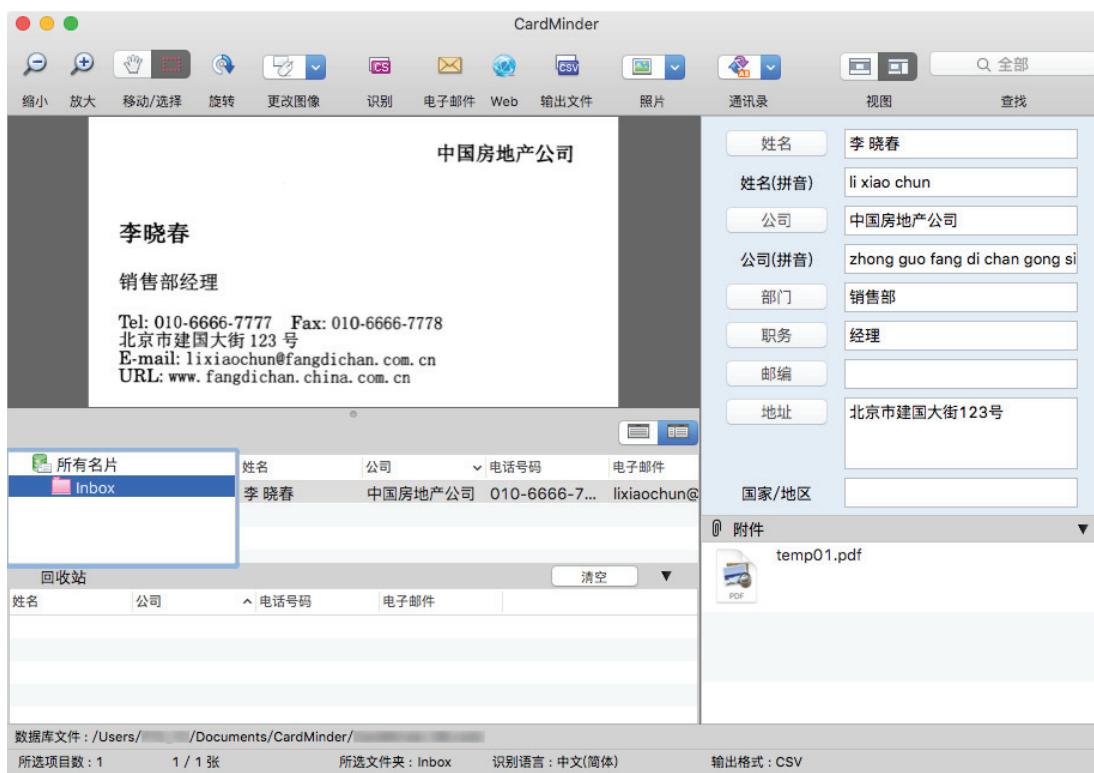 CardMinder
全部
缩小 放大 移动/选择 旋转 更改图像 识别 电子邮件 Web 输出文件 照片 通讯录 视图 查找
CS CSV
中国房地产公司
李晓春
销售部经理
Tel: 010-6666-7777 Fax: 010-6666-7778
北京市建国大街 123 号
E-mail: lixiaochun@fangdichan.com.cn
URL: www.fangdichan.china.com.cn
姓名 李 晓春
姓名(拼音) li xiao chun
公司 中国房地产公司
公司(拼音) zhong guo fang di chan gong si
部门 销售部
职务 经理
邮编
地址 北京市建国大街123号
国家/地区
所有名片
Inbox
姓名 公司 电话号码 电子邮件
李 晓春 中国房地产公司 010-6666-7... lixiaochun@
回收站 清空
姓名 公司 电话号码 电子邮件
附件
temp01.pdf
PDF
数据库文件 : /Users/ /Documents/CardMinder/
所选项目数 : 1 1 / 1 张 所选文件夹 : Inbox 识别语言 : 中文(简体) 输出格式 : CSV